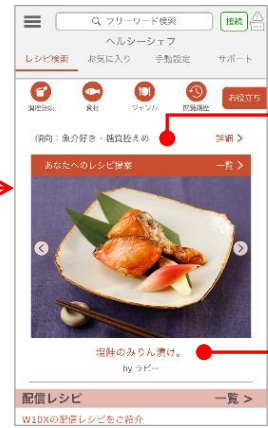 フリーワード検索
接続
ヘルシーシェフ
レシピ検索 お気に入り 手動設定 サポート
調理分類 食材 ジャンル 閲覧履歴 お役立ち
傾向：魚介好き・糖質控えめ 詳細 >
あなたへのレシピ提案 一覧 >
塩鮭のみりん漬け。
by ラピー
配信レシピ 一覧 >
W10Xの配信レシピをご紹介